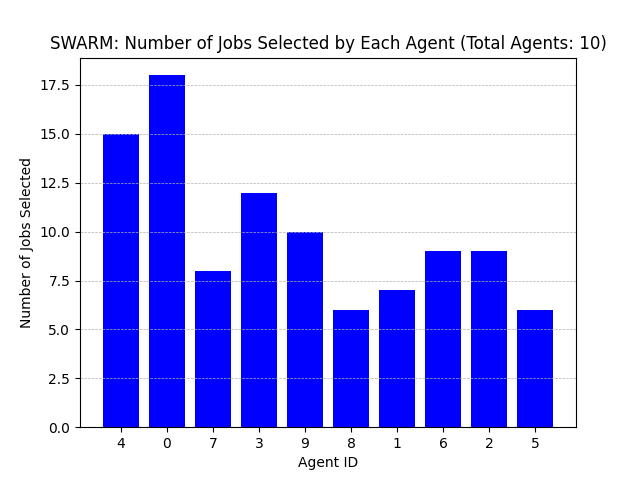 SWARM: Number of Jobs Selected by Each Agent (Total Agents: 10)
Number of Jobs Selected
17.5
15.0
12.5
10.0
7.5
5.0
2.5
0.0
4 0 7 3 9 8 1 6 2 5
Agent ID